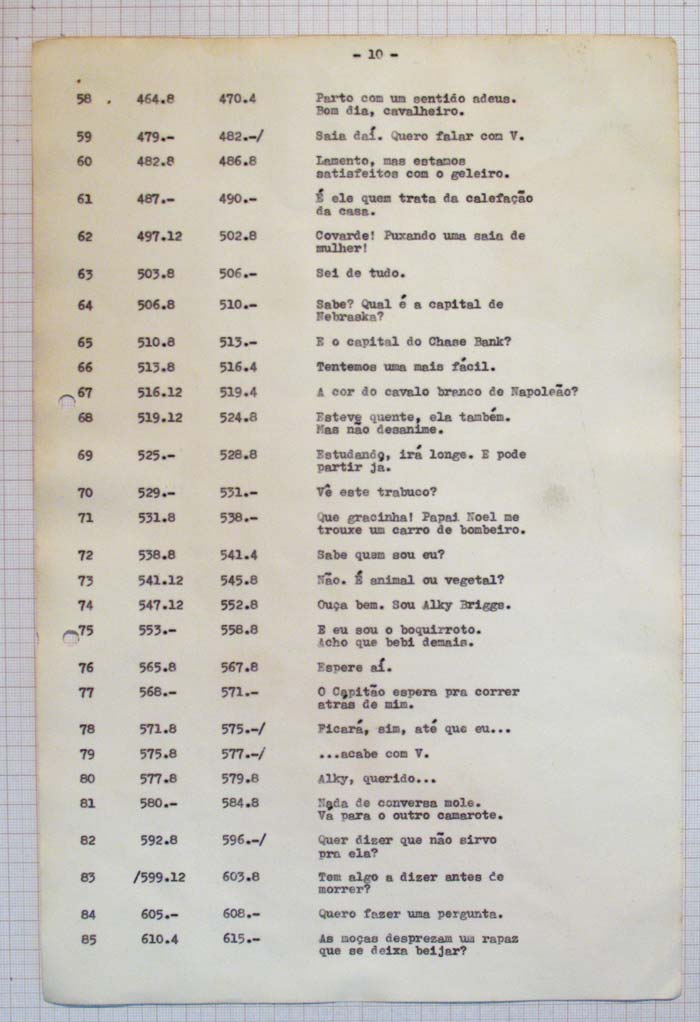 - 10 -
58 464.8 470.4 Parto com um sentido adeus.
Bom dia, cavalheiro.
59 479.- 482.-/ Saia daí. Quero falar com V.
60 482.8 486.8 Lamento, mas estamos
satisfeitos com o geleiro.
61 487.- 490.- É ele quem trata da calefação
da casa.
62 497.12 502.8 Covarde! Puxando uma saia de
mulher!
63 503.8 506.- Sei de tudo.
64 506.8 510.- Sabe? Qual é a capital de
Nebraska?
65 510.8 513.- E o capital do Chase Bank?
66 513.8 516.4 Tentemos uma mais fácil.
67 516.12 519.4 A cor do cavalo branco de Napoleão?
68 519.12 524.8 Esteve quente, ela também.
Mas não desanime.
69 525.- 528.8 Estudando, irá longe. E pode
partir ja.
70 529.- 531.- Vê este trabuco?
71 531.8 538.- Que gracinha! Papai Noel me
trouxe um carro de bombeiro.
72 538.8 541.4 Sabe quem sou eu?
73 541.12 545.8 Não. É animal ou vegetal?
74 547.12 552.8 Ouça bem. Sou Alky Briggs.
75 553.- 558.8 E eu sou o boquirroto.
Acho que bebi demais.
76 565.8 567.8 Espere aí.
77 568.- 571.- O Capitão espera pra correr
atrás de mim.
78 571.8 575.-/ Ficará, sim, até que eu...
79 575.8 577.-/ ...acabe com V.
80 577.8 579.8 Alky, querido...
81 580.- 584.8 Nada de conversa mole.
Vá para o outro camarote.
82 592.8 596.-/ Quer dizer que não sirvo
pra ela?
83 /599.12 603.8 Tem algo a dizer antes de
morrer?
84 605.- 608.- Quero fazer uma pergunta.
85 610.4 615.- As moças desprezam um rapaz
que se deixa beijar?